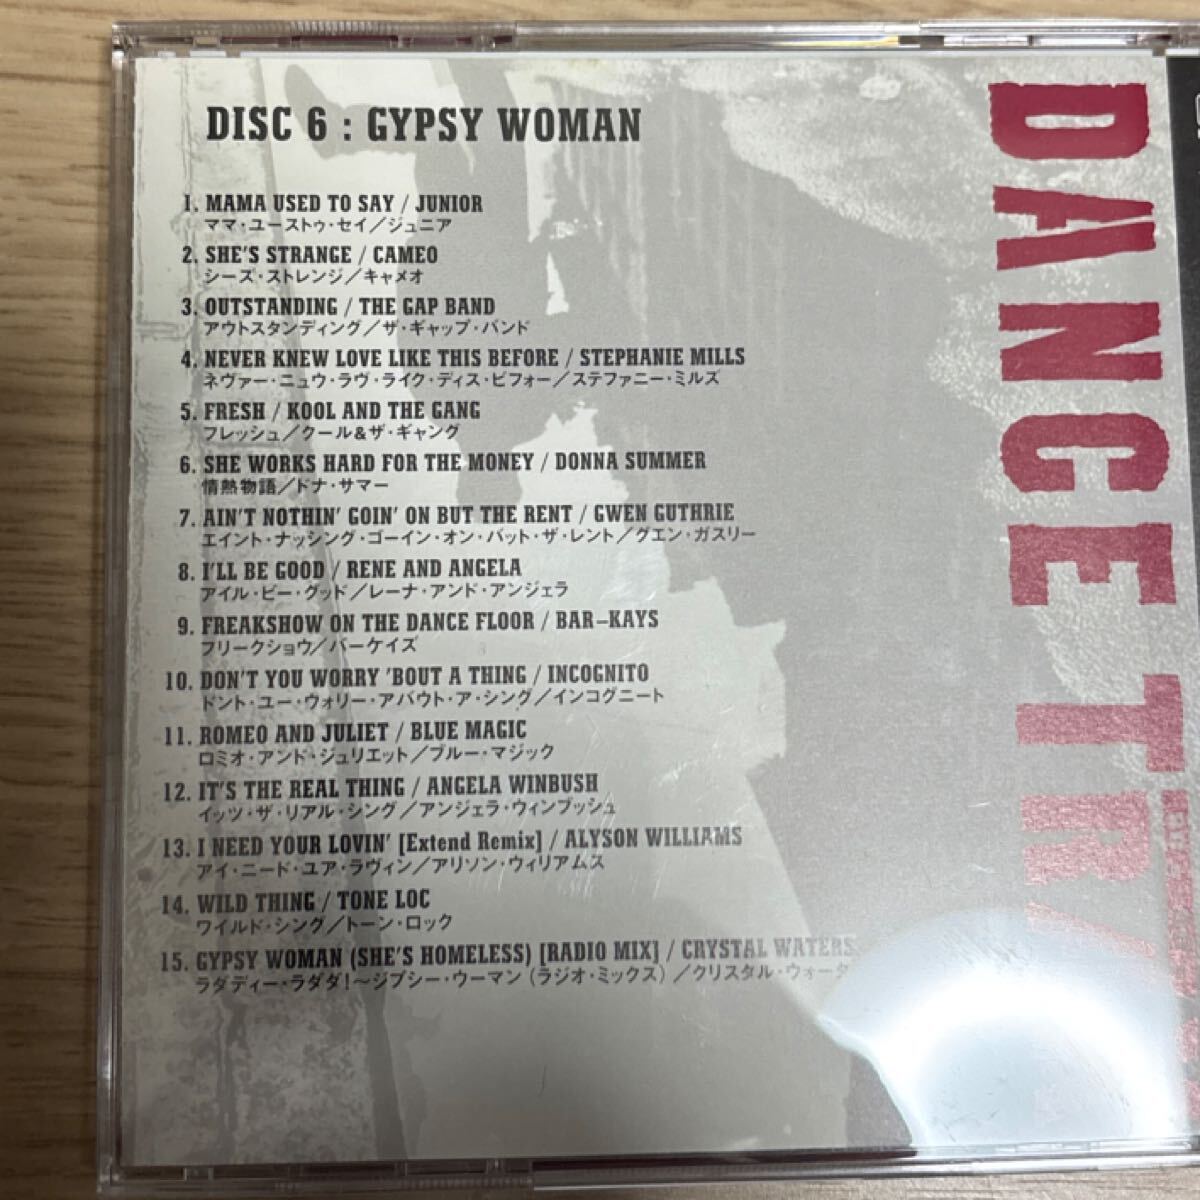 DISC 6 : GYPSY WOMAN
1. MAMA USED TO SAY / JUNIOR
ママ・ユーストゥ・セイ／ジュニア
2. SHE'S STRANGE / CAMEO
シーズ・ストレンジ／キャメオ
3. OUTSTANDING / THE GAP BAND
アウトスタンディング／ザ・ギャップ・バンド
4. NEVER KNEW LOVE LIKE THIS BEFORE / STEPHANIE MILLS
ネヴァー・ニュウ・ラヴ・ライク・ディス・ビフォー／ステファニー・ミルズ
5. FRESH / KOOL AND THE GANG
フレッシュ／クール＆ザ・ギャング
6. SHE WORKS HARD FOR THE MONEY / DONNA SUMMER
情熱物語／ドナ・サマー
7. AIN'T NOTHIN' GOIN' ON BUT THE RENT / GWEN GUTHRIE
エイント・ナッシング・ゴーイン・オン・バット・ザ・レント／グエン・ガスリー
8. I'LL BE GOOD / RENE AND ANGELA
アイル・ビー・グッド／レーナ・アンド・アンジェラ
9. FREAKSHOW ON THE DANCE FLOOR / BAR-KAYS
フリークショウ／バーケイズ
10. DON'T YOU WORRY 'BOUT A THING / INCOGNITO
ドント・ユー・ウォリー・アバウト・ア・シング／インコグニート
11. ROMEO AND JULIET / BLUE MAGIC
ロミオ・アンド・ジュリエット／ブルー・マジック
12. IT'S THE REAL THING / ANGELA WINBUSH
イッツ・ザ・リアル・シング／アンジェラ・ウィンブッシュ
13. I NEED YOUR LOVIN' [Extend Remix] / ALYSON WILLIAMS
アイ・ニード・ユア・ラヴィン／アリソン・ウィリアムス
14. WILD THING / TONE LOC
ワイルド・シング／トーン・ロック
15. GYPSY WOMAN (SHE'S HOMELESS) [RADIO MIX] / CRYSTAL WATERS
ラダディー・ラダダ!～ジプシー・ウーマン（ラジオ・ミックス）／クリスタル・ウォータ
DANCE TR